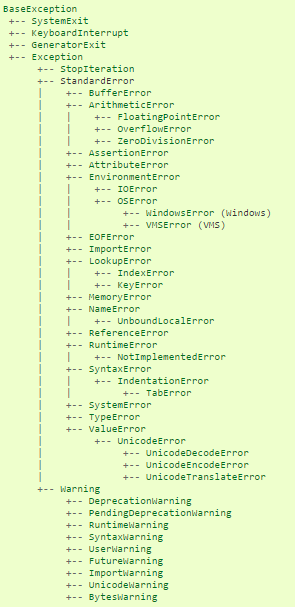 BaseException
 +-- SystemExit
 +-- KeyboardInterrupt
 +-- GeneratorExit
 +-- Exception
      +-- StopIteration
      +-- StandardError
      |    +-- BufferError
      |    +-- ArithmeticError
      |    |    +-- FloatingPointError
      |    |    +-- OverflowError
      |    |    +-- ZeroDivisionError
      |    +-- AssertionError
      |    +-- AttributeError
      |    +-- EnvironmentError
      |    |    +-- IOError
      |    |    +-- OSError
      |    |         +-- WindowsError (Windows)
      |    |         +-- VMSError (VMS)
      |    +-- EOFError
      |    +-- ImportError
      |    +-- LookupError
      |    |    +-- IndexError
      |    |    +-- KeyError
      |    +-- MemoryError
      |    +-- NameError
      |    |    +-- UnboundLocalError
      |    +-- ReferenceError
      |    +-- RuntimeError
      |    |    +-- NotImplementedError
      |    +-- SyntaxError
      |    |    +-- IndentationError
      |    |         +-- TabError
      |    +-- SystemError
      |    +-- TypeError
      |    +-- ValueError
      |         +-- UnicodeError
      |              +-- UnicodeDecodeError
      |              +-- UnicodeEncodeError
      |              +-- UnicodeTranslateError
      +-- Warning
           +-- DeprecationWarning
           +-- PendingDeprecationWarning
           +-- RuntimeWarning
           +-- SyntaxWarning
           +-- UserWarning
           +-- FutureWarning
           +-- ImportWarning
           +-- UnicodeWarning
           +-- BytesWarning